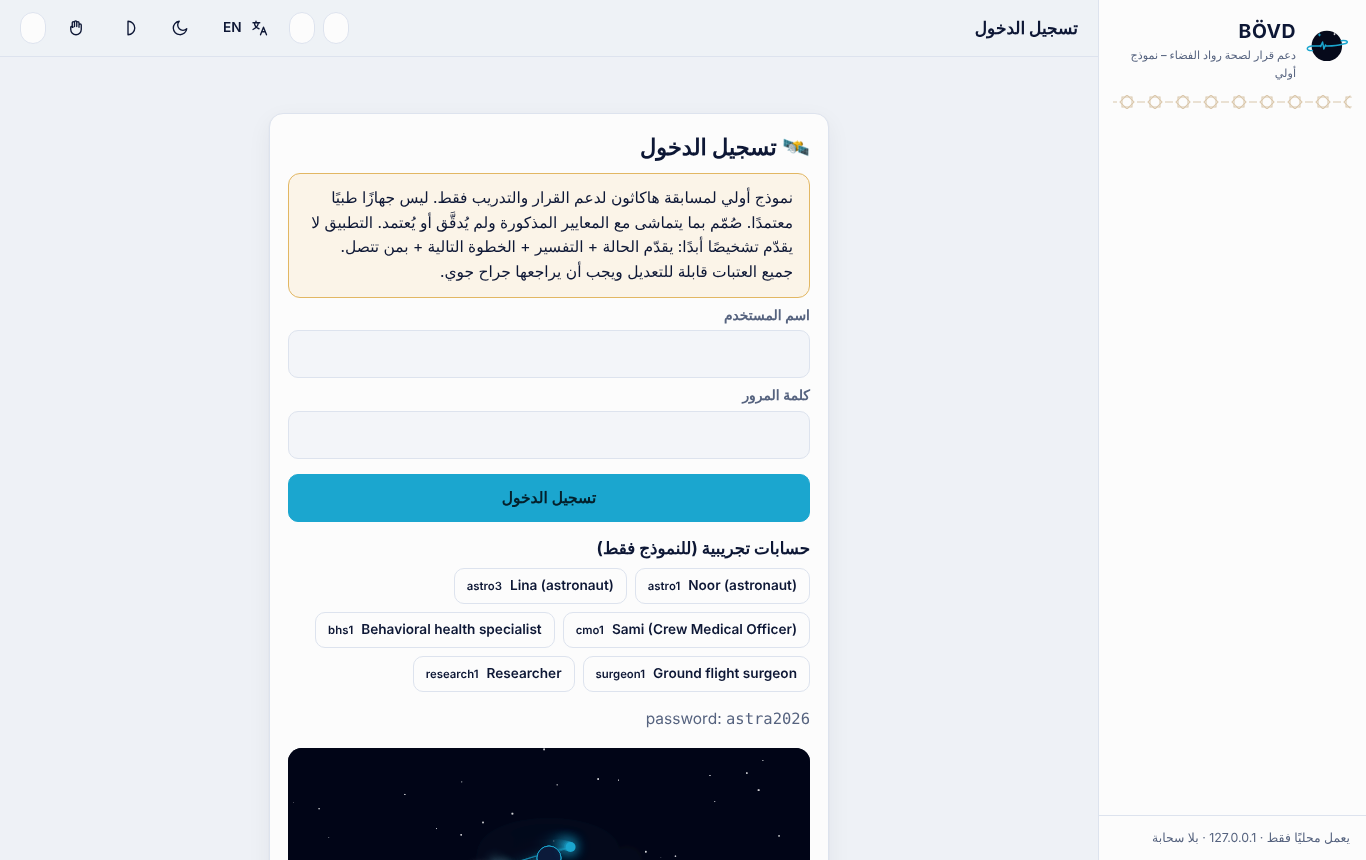 BÖVD
دعم قرار لصحة رواد الفضاء – نموذج
أولي
تسجيل الدخول
EN
تسجيل الدخول
نموذج أولي لمسابقة هاكاثون لدعم القرار والتدريب فقط. ليس جهازًا طبيًا
معتمدًا. صُمّم بما يتماشى مع المعايير المذكورة ولم يُدقَّق أو يُعتمد. التطبيق لا
يقدّم تشخيصًا أبدًا: يقدّم الحالة + التفسير + الخطوة التالية + بمن تتصل.
جميع العتبات قابلة للتعديل ويجب أن يراجعها جراح جوي.
اسم المستخدم
كلمة المرور
تسجيل الدخول
حسابات تجريبية (للنموذج فقط)
Noor (astronaut) astro1
Lina (astronaut) astro3
Sami (Crew Medical Officer) cmo1
Behavioral health specialist bhs1
Ground flight surgeon surgeon1
Researcher research1
password: astra2026
يعمل محليًا فقط · 127.0.0.1 · بلا سحابة